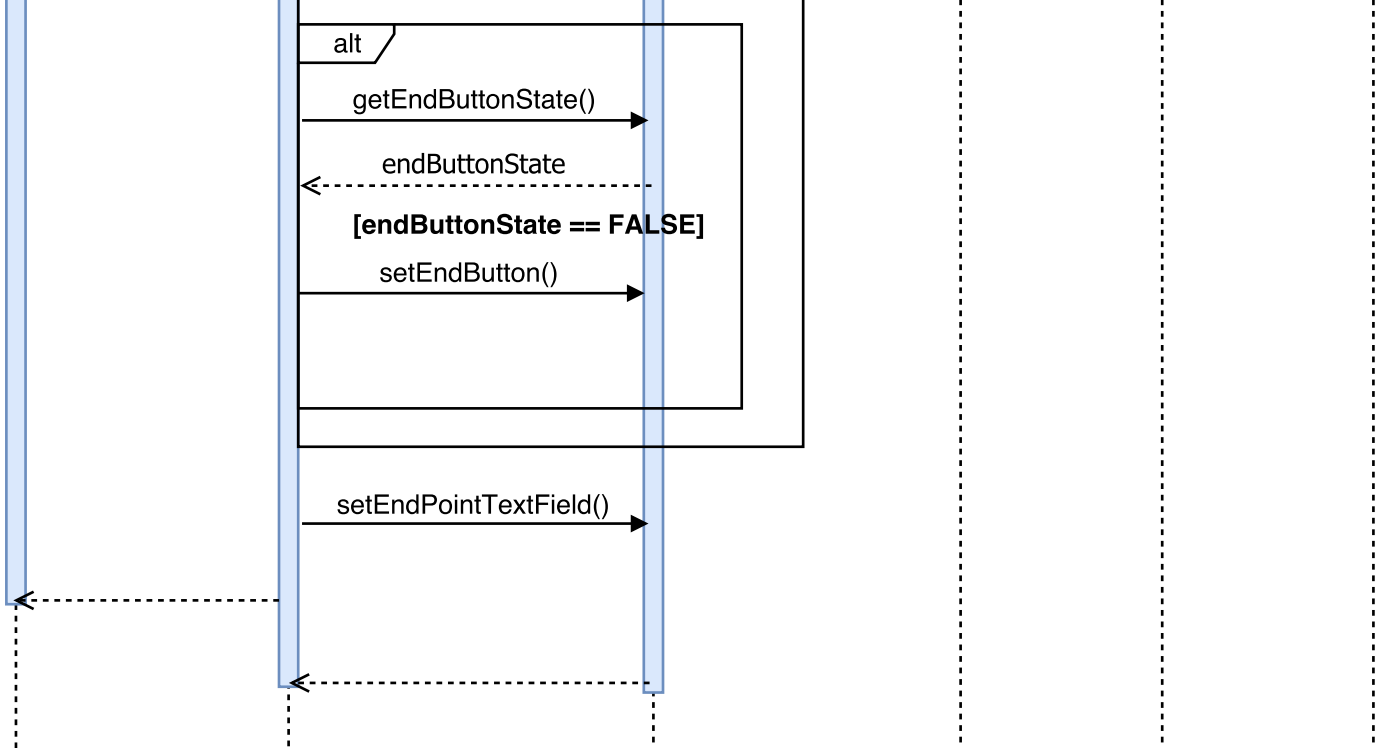 alt
getEndButtonState()
endButtonState
[endButtonState == FALSE]
setEndButton()
setEndPointTextField()